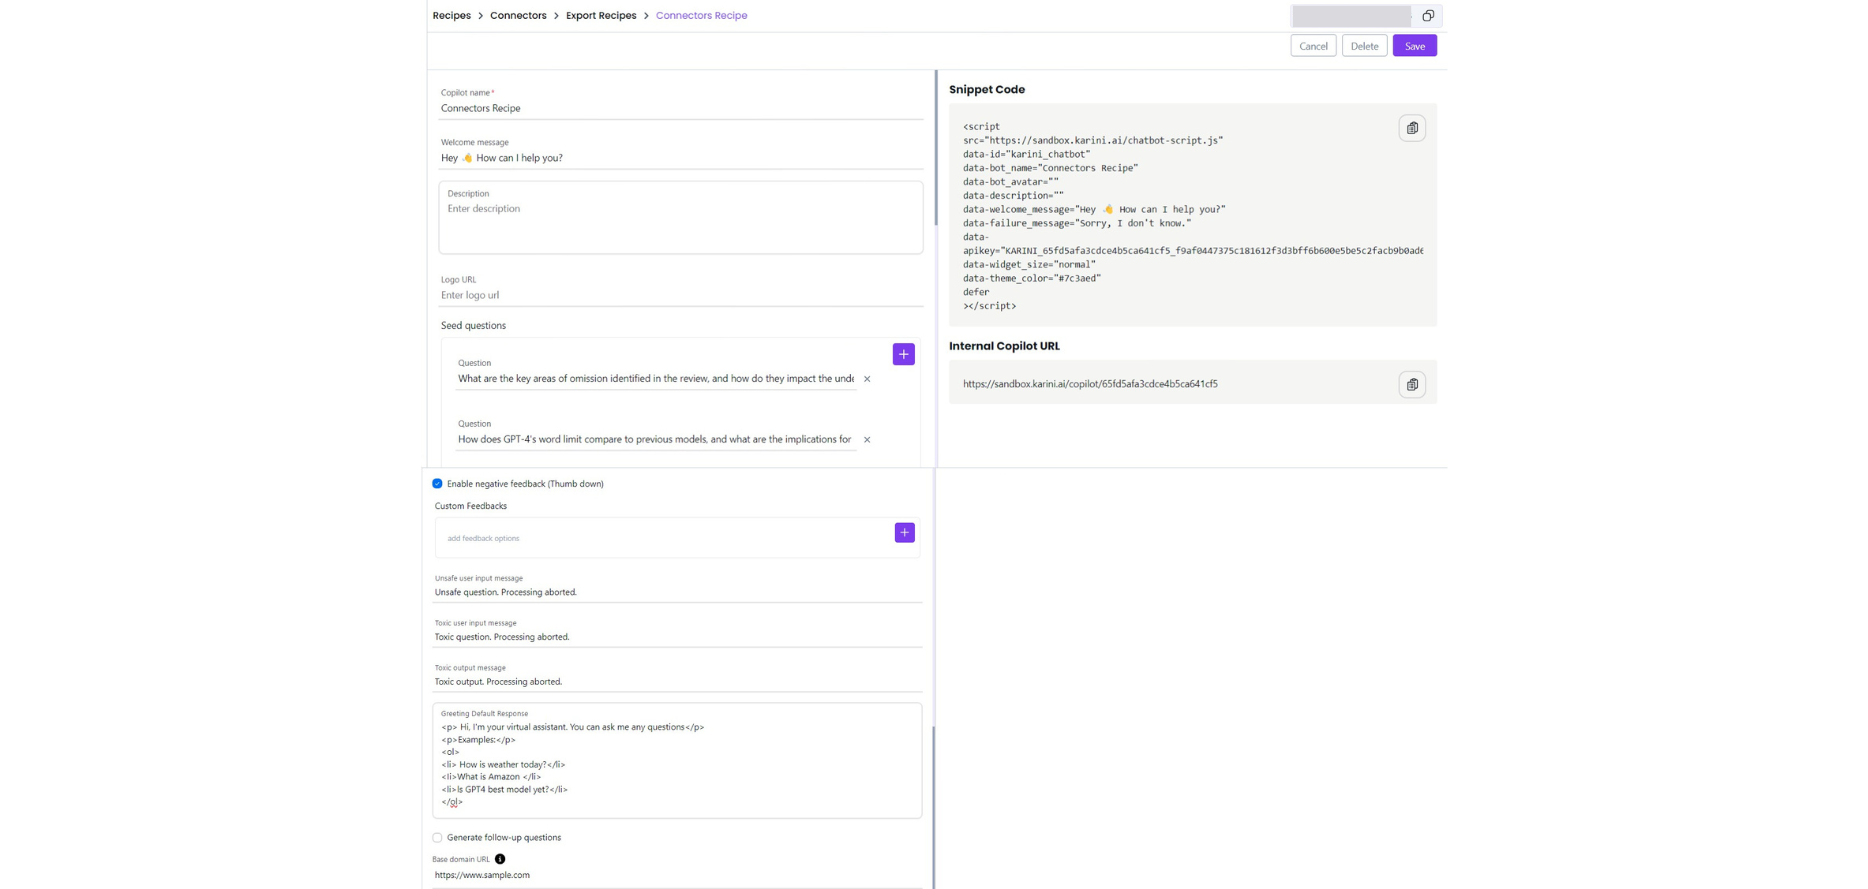 Recipes > Connectors > Export Recipes > Connectors Recipe
Cancel Delete Save
Copilot name*
Connectors Recipe
Welcome message
Hey 👋 How can I help you?
Description
Enter description
Logo URL
Enter logo url
Seed questions
Question
What are the key areas of omission identified in the review, and how do they impact the unde
Question
How does GPT-4's word limit compare to previous models, and what are the implications for
Snippet Code
<script
src="https://sandbox.karini.ai/chatbot-script.js"
data-id="karini_chatbot"
data-bot_name="Connectors Recipe"
data-bot_avatar=""
data-description=""
data-welcome_message="Hey 👋 How can I help you?"
data-failure_message="Sorry, I don't know."
data-
apikey="KARINI_65fd5afa3cdce4b5ca641cf5_f9af0447375c181612f3d3bff6b600e5be5c2facb9b0ad6
data-widget_size="normal"
data-theme_color="#7c3aed"
defer
></script>
Internal Copilot URL
https://sandbox.karini.ai/copilot/65fd5afa3cdce4b5ca641cf5
Enable negative feedback (Thumb down)
Custom Feedbacks
add feedback options
Unsafe user input message
Unsafe question. Processing aborted.
Toxic user input message
Toxic question. Processing aborted.
Toxic output message
Toxic output. Processing aborted.
Greeting Default Response
<p> Hi, I'm your virtual assistant. You can ask me any questions</p>
<p>Examples:</p>
<ol>
<li> How is weather today?</li>
<li>What is Amazon </li>
<li>Is GPT4 best model yet?</li>
</ol>
Generate follow-up questions
Base domain URL
https://www.sample.com